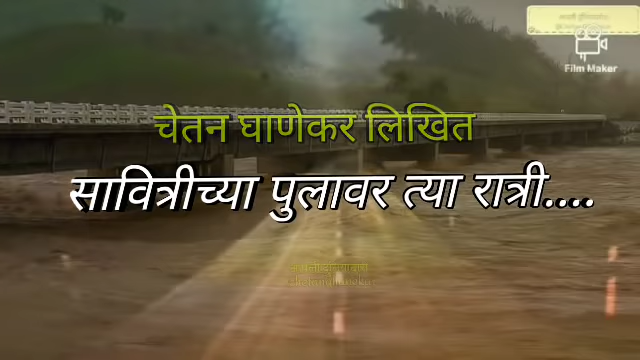 Film Maker
चेतन घाणेकर लिखित
सावित्रीच्या पुलावर त्या रात्री....